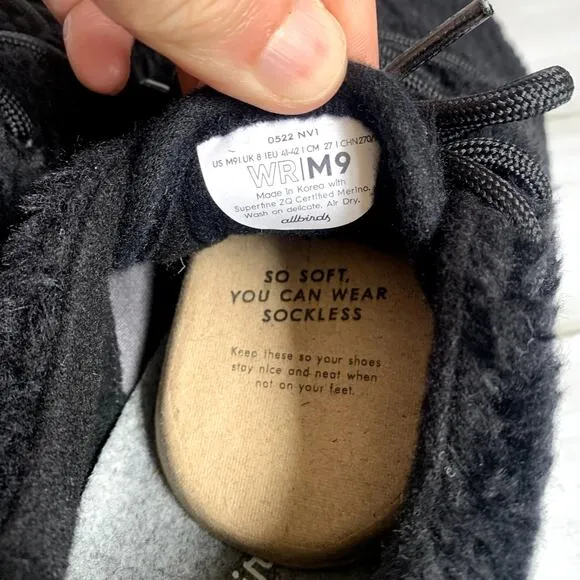 0522 NV1
US M9 | UK 8 | EU 41-42 | CM 27 | CHN 270/
WR|M9
Made in Korea with
Superfine ZQ Certified Merino.
Wash on delicate. Air Dry.
allbirds
SO SOFT,
YOU CAN WEAR
SOCKLESS
Keep these so your shoes
stay nice and neat when
not on your feet.